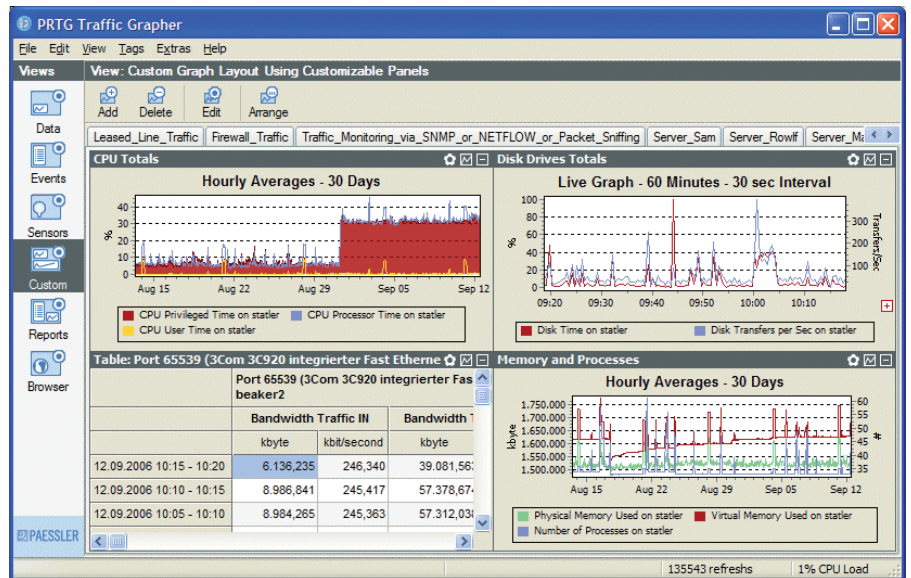 PRTG Traffic Grapher
File Edit View Tags Extras Help
Views
View: Custom Graph Layout Using Customizable Panels
Add Delete Edit Arrange
Data
Events
Sensors
Custom
Reports
Browser
PAESSLER
Leased_Line_Traffic Firewall_Traffic Traffic_Monitoring_via_SNMP_or_NETFLOW_or_Packet_Sniffing Server_Sam Server_Rowlf Server_Ma
CPU Totals
Hourly Averages - 30 Days
40
30
20
10
0
%
Aug 15 Aug 22 Aug 29 Sep 05 Sep 12
CPU Privileged Time on statler CPU Processor Time on statler
CPU User Time on statler
Disk Drives Totals
Live Graph - 60 Minutes - 30 sec Interval
100
80
60
40
20
0
%
300
200
100
Transfers/Sec
09:20 09:30 09:40 09:50 10:00 10:10
Disk Time on statler Disk Transfers per Sec on statler
Table: Port 65539 (3Com 3C920 integrierter Fast Etherne
Port 65539 (3Com 3C920 integrierter Fas
beaker2
Bandwidth Traffic IN Bandwidth T
kbyte kbit/second kbyte
12.09.2006 10:15 - 10:20 6.136,235 246,340 39.081,563
12.09.2006 10:10 - 10:15 8.986,841 245,417 57.378,674
12.09.2006 10:05 - 10:10 8.984,265 245,363 57.312,038
Memory and Processes
Hourly Averages - 30 Days
1.750.000
1.700.000
1.650.000
1.600.000
1.550.000
1.500.000
kbyte
60
55
50
45
40
35
#
Aug 15 Aug 22 Aug 29 Sep 05 Sep 12
Physical Memory Used on statler Virtual Memory Used on statler
Number of Processes on statler
135543 refreshs 1% CPU Load